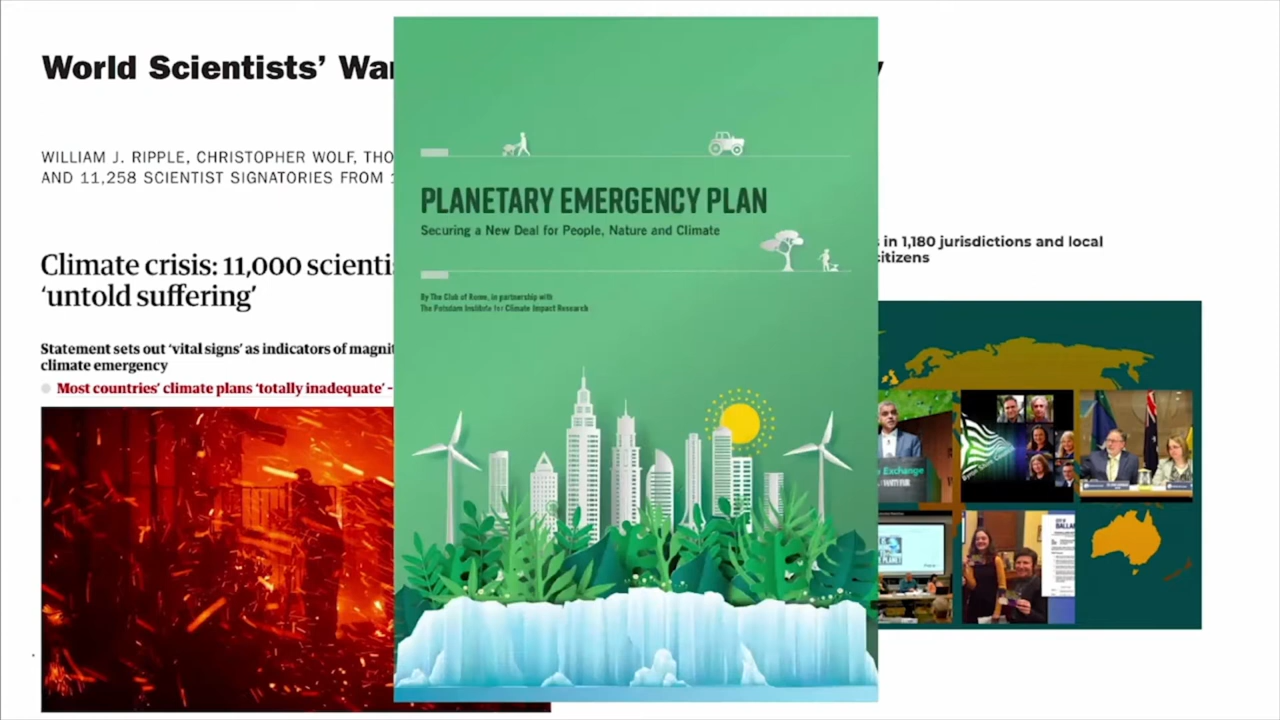 World Scientists’ War
WILLIAM J. RIPPLE, CHRISTOPHER WOLF, THO
AND 11,258 SCIENTIST SIGNATORIES FROM
Climate crisis: 11,000 scienti
‘untold suffering’
Statement sets out ‘vital signs’ as indicators of magnit
climate emergency
Most countries’ climate plans ‘totally inadequate’ –
PLANETARY EMERGENCY PLAN
Securing a New Deal for People, Nature and Climate
By The Club of Rome, in partnership with
The Potsdam Institute for Climate Impact Research
s in 1,180 jurisdictions and local
citizens
Exchange